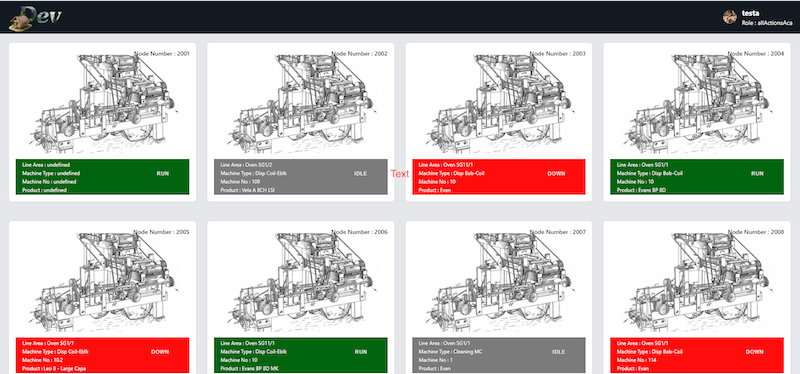 Dev
testa
Role : allActionsAca
Node Number : 2001
Line Area : undefined
Machine Type : undefined
Machine No : undefined
Product : undefined
RUN
Node Number : 2002
Line Area : Oven SG1/2
Machine Type : Disp Coil-Eblk
Machine No : 109
Product : Vela A BCH LSI
IDLE
Text
Node Number : 2003
Line Area : Oven SG11/1
Machine Type : Disp Bob-Coil
Machine No : 10
Product : Evan
DOWN
Node Number : 2004
Line Area : Oven SG1/1
Machine Type : Disp Bob-Coil
Machine No : 10
Product : Evans BP 8D
RUN
Node Number : 2005
Line Area : Oven SG1/1
Machine Type : Disp Coil-Eblk
Machine No : 10.2
Product : Leo B - Large Capa
DOWN
Node Number : 2006
Line Area : Oven SG11/1
Machine Type : Disp Coil-Eblk
Machine No : 10
Product : Evans BP 8D MK
RUN
Node Number : 2007
Line Area : Oven SG1/1
Machine Type : Cleaning MC
Machine No : 1
Product : Evan
IDLE
Node Number : 2008
Line Area : Oven SG1/1
Machine Type : Disp Bob-Coil
Machine No : 114
Product : Evan
DOWN